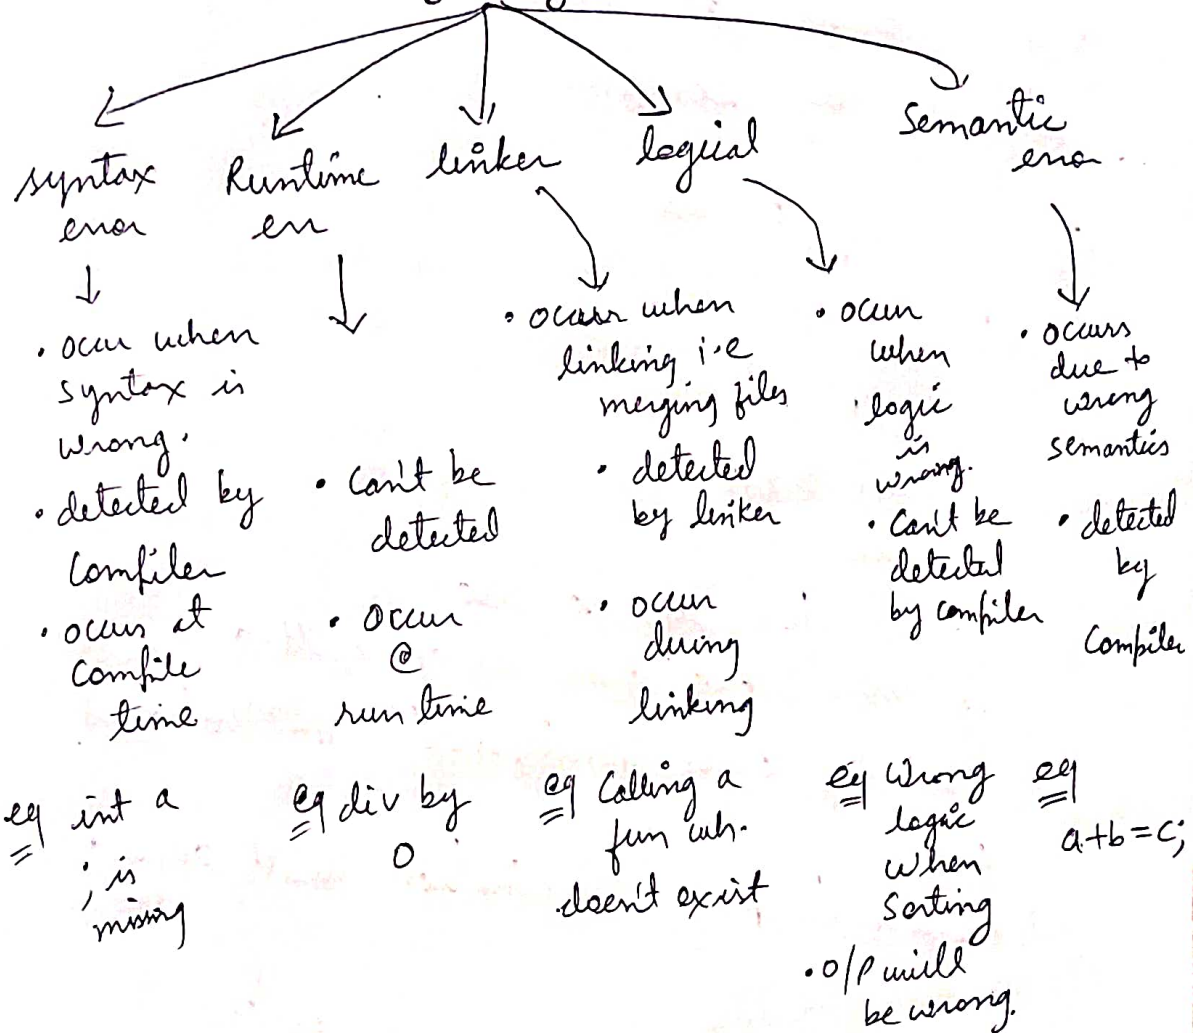 syntax
error
↓
• occur when
syntax is
wrong.
• detected by
Compiler
• occurs at
Compile
time
eg int a
; is
missing
Runtime
err
• Can't be
detected
• Occur
@
run time
eg div by
0
linker
• occur when
linking i.e
merging files
• detected
by linker
• occur
during
linking
eg Calling a
fun wh.
doesn't exist
logical
• occur
when
logic
is
wrong.
• Can't be
detected
by compiler
eg Wrong
logic
when
Sorting
• O/P will
be wrong.
Semantic
error
• occurs
due to
wrong
semantics
• detected
by
Compiler
eg
a+b=c;